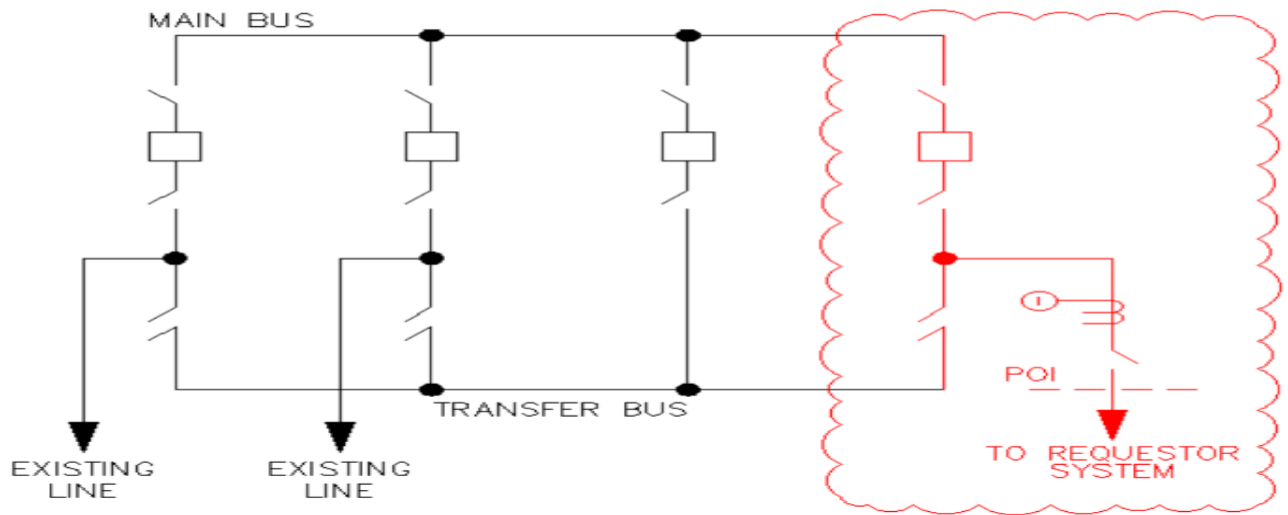 MAIN BUS
I
POI
TRANSFER BUS
EXISTING
LINE
EXISTING
LINE
TO REQUESTOR
SYSTEM